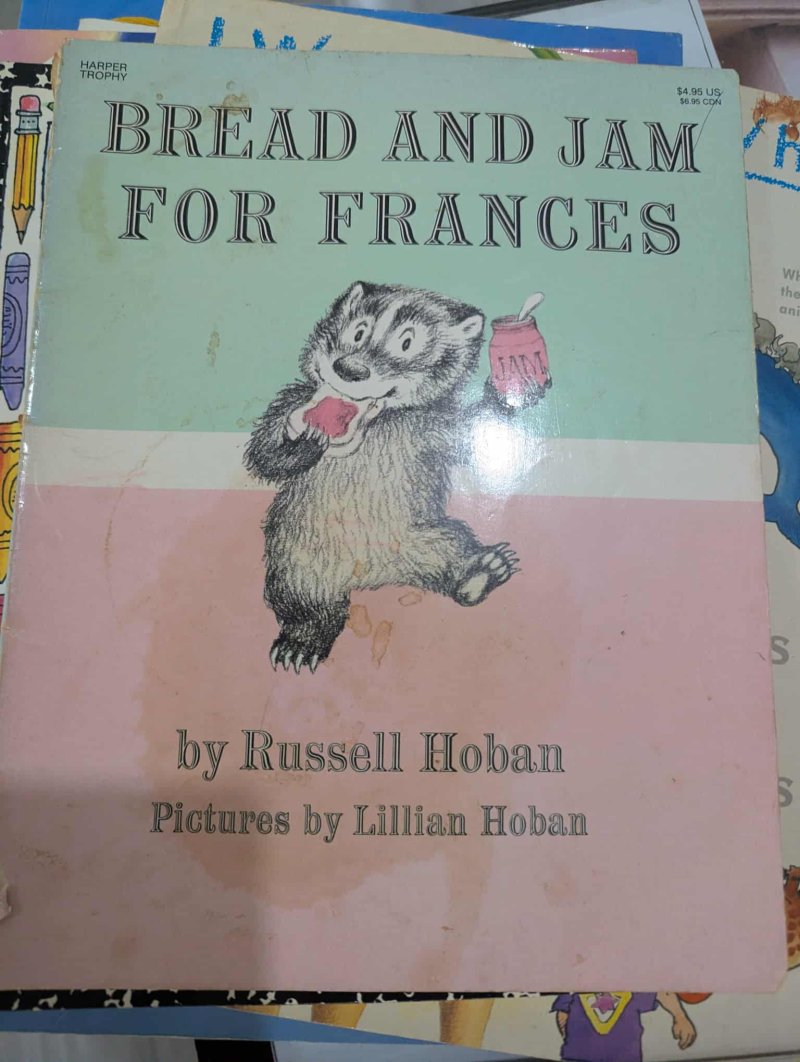 HARPER
TROPHY
$4.95 US
$6.95 CDN
BREAD AND JAM
FOR FRANCES
JAM
by Russell Hoban
Pictures by Lillian Hoban
I W
the
S
S